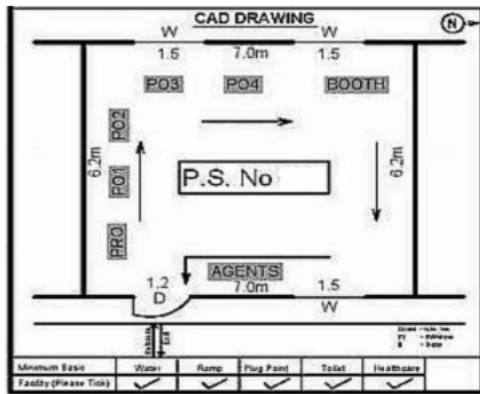 CAD DRAWING
N
W W
1.5 7.0m 1.5
PO3 PO4 BOOTH
PO2
6.2m 6.2m
PO1
P.S. No
PRO
AGENTS
1.2 7.0m 1.5
D W
Exit
Minimum Basic Water Ramp Plug Point Toilet Healthcare
Facility (Please Tick)